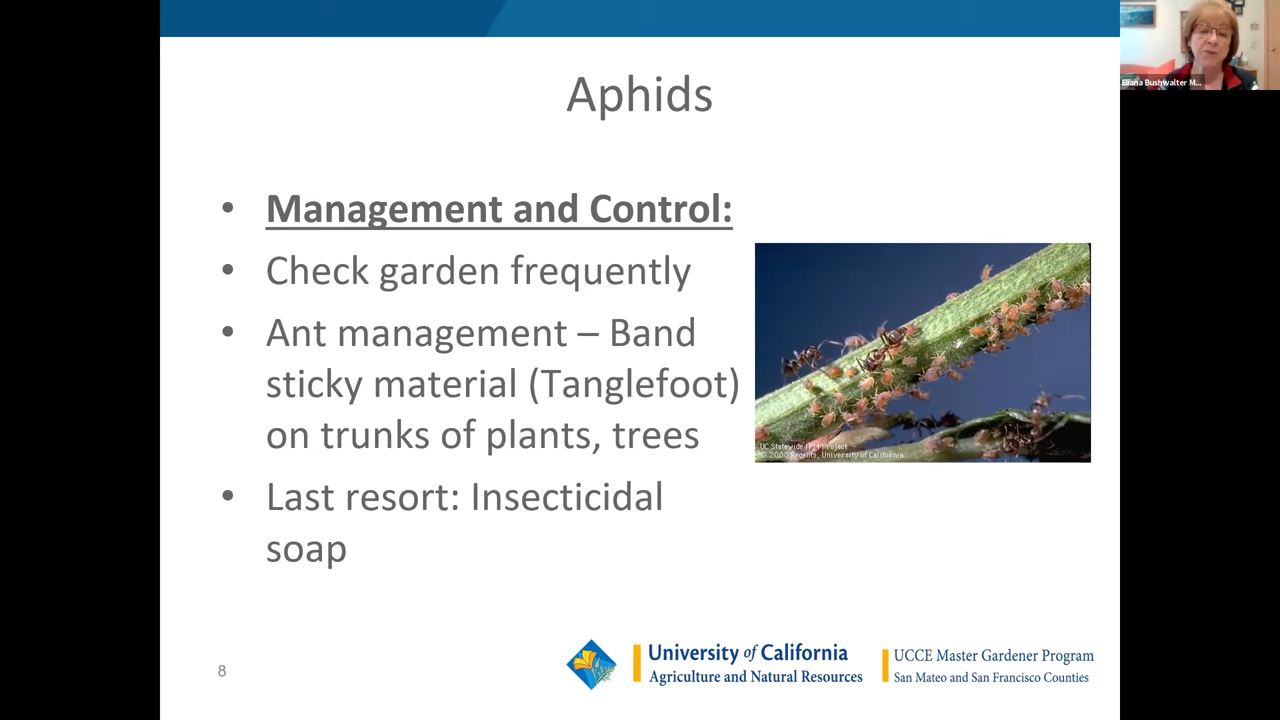 Eliana Bushwalter M...
Aphids
• Management and Control:
• Check garden frequently
• Ant management – Band
sticky material (Tanglefoot)
on trunks of plants, trees
• Last resort: Insecticidal
soap
UC Statewide IPM Project
© 2000 Regents, University of California
8
University of California
Agriculture and Natural Resources
UCCE Master Gardener Program
San Mateo and San Francisco Counties